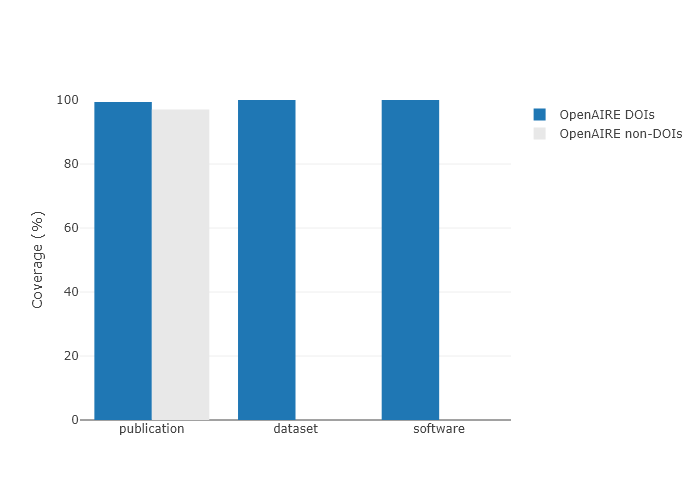 100
80
60
40
20
0
Coverage (%)
publication
dataset
software
OpenAIRE DOIs
OpenAIRE non-DOIs